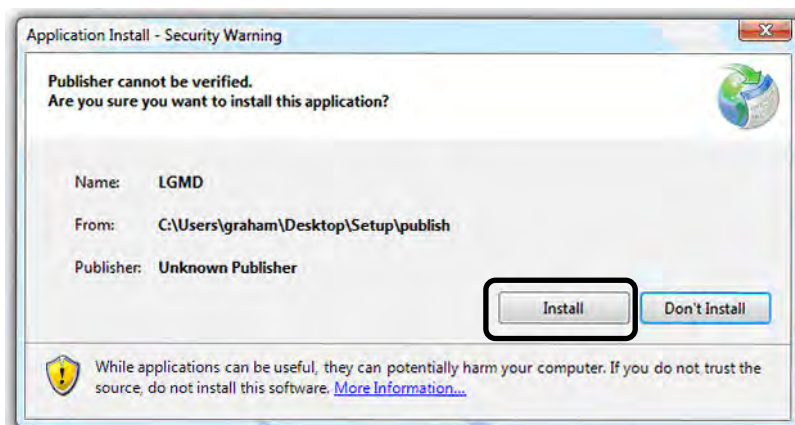 Application Install - Security Warning
Publisher cannot be verified.
Are you sure you want to install this application?
Name: LGMD
From: C:\Users\graham\Desktop\Setup\publish
Publisher: Unknown Publisher
Install Don't Install
While applications can be useful, they can potentially harm your computer. If you do not trust the
source, do not install this software. More Information...